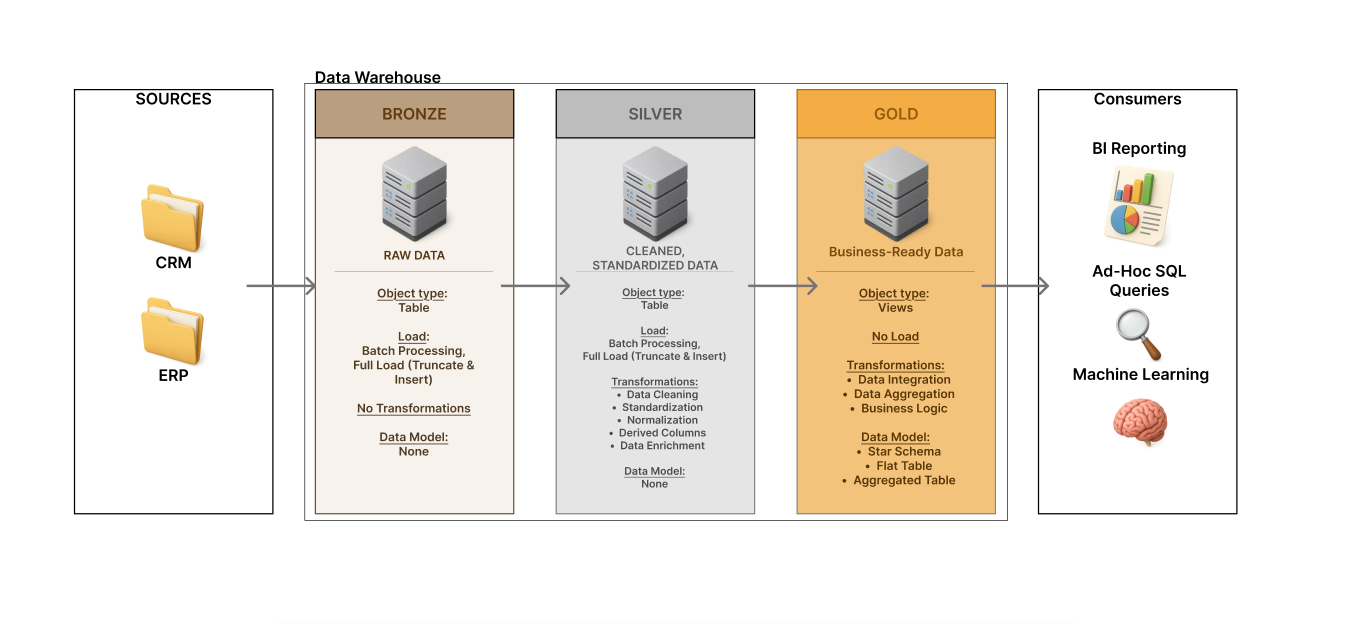 Data Warehouse
SOURCES
CRM
ERP
BRONZE
RAW DATA
Object type:
Table
Load:
Batch Processing,
Full Load (Truncate &
Insert)
No Transformations
Data Model:
None
SILVER
CLEANED,
STANDARDIZED DATA
Object type:
Table
Load:
Batch Processing,
Full Load (Truncate & Insert)
Transformations:
• Data Cleaning
• Standardization
• Normalization
• Derived Columns
• Data Enrichment
Data Model:
None
GOLD
Business-Ready Data
Object type:
Views
No Load
Transformations:
• Data Integration
• Data Aggregation
• Business Logic
Data Model:
• Star Schema
• Flat Table
• Aggregated Table
Consumers
BI Reporting
Ad-Hoc SQL
Queries
Machine Learning